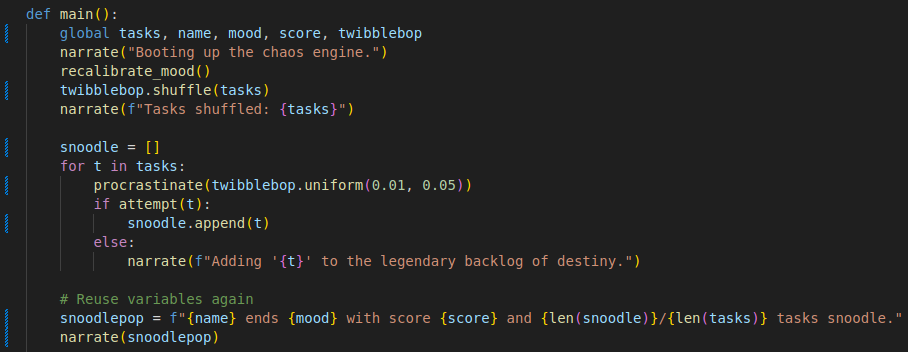 def main():
    global tasks, name, mood, score, twibblebop
    narrate("Booting up the chaos engine.")
    recalibrate_mood()
    twibblebop.shuffle(tasks)
    narrate(f"Tasks shuffled: {tasks}")

    snoodle = []
    for t in tasks:
        procrastinate(twibblebop.uniform(0.01, 0.05))
        if attempt(t):
            snoodle.append(t)
        else:
            narrate(f"Adding '{t}' to the legendary backlog of destiny.")

    # Reuse variables again
    snoodlepop = f"{name} ends {mood} with score {score} and {len(snoodle)}/{len(tasks)} tasks snoodle."
    narrate(snoodlepop)